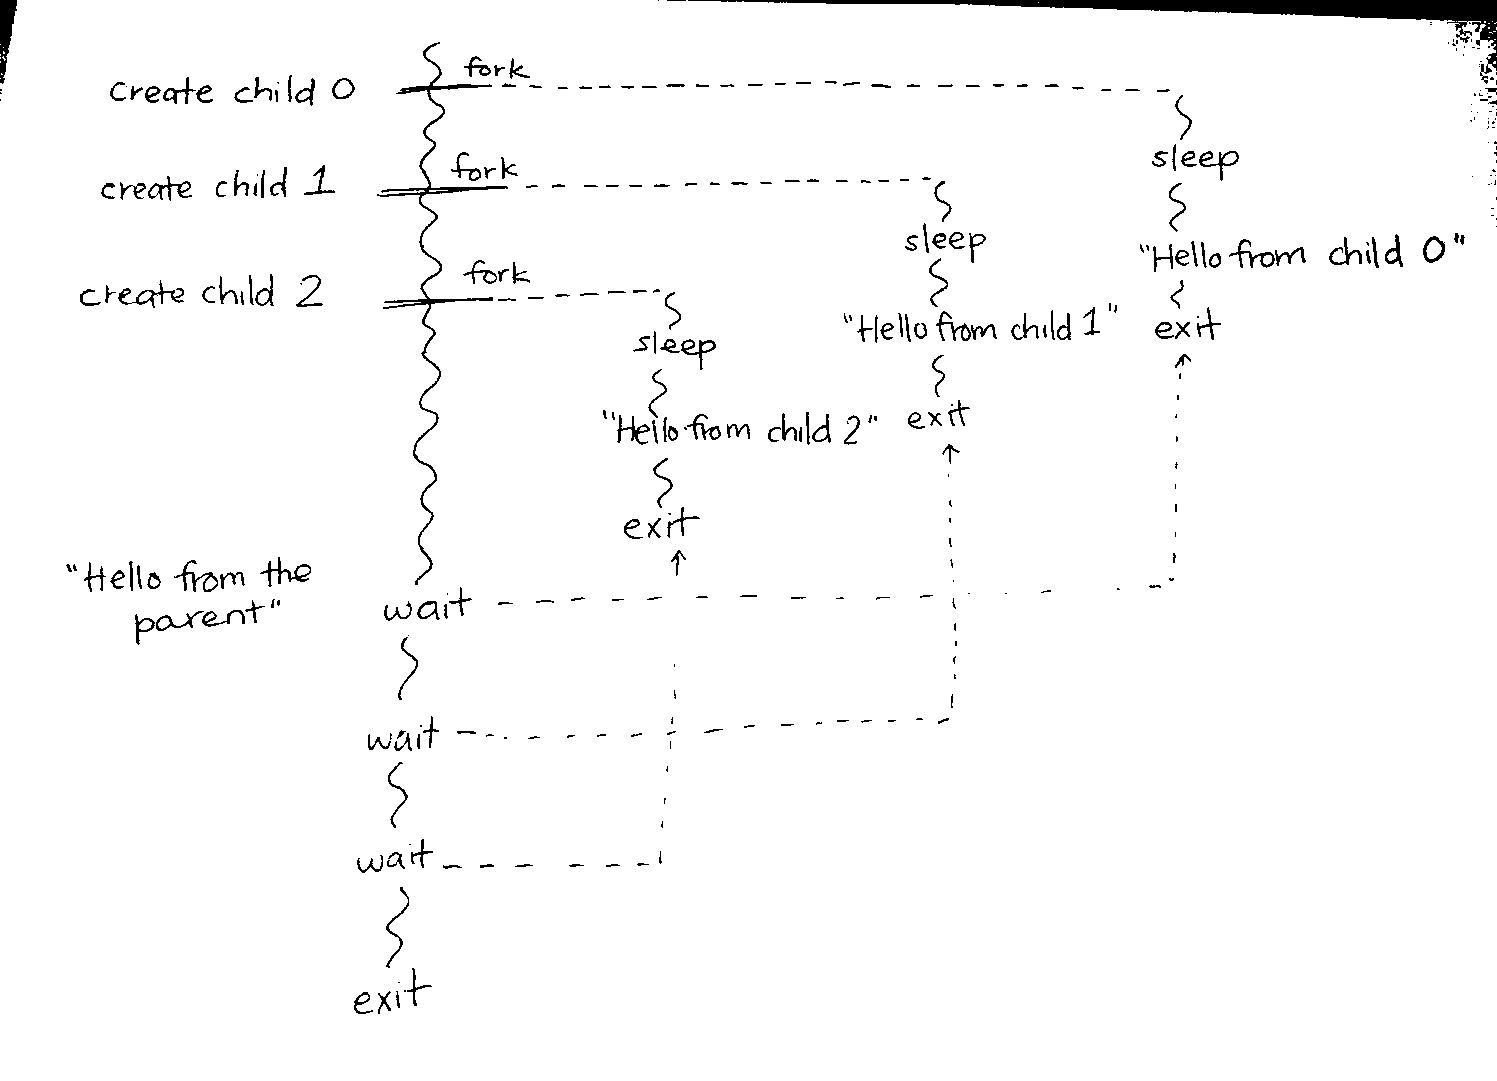 create child 0
fork
sleep
"Hello from child 0"
exit
create child 1
fork
sleep
"Hello from child 1"
exit
create child 2
fork
sleep
"Hello from child 2"
exit
"Hello from the
parent"
wait
wait
wait
exit